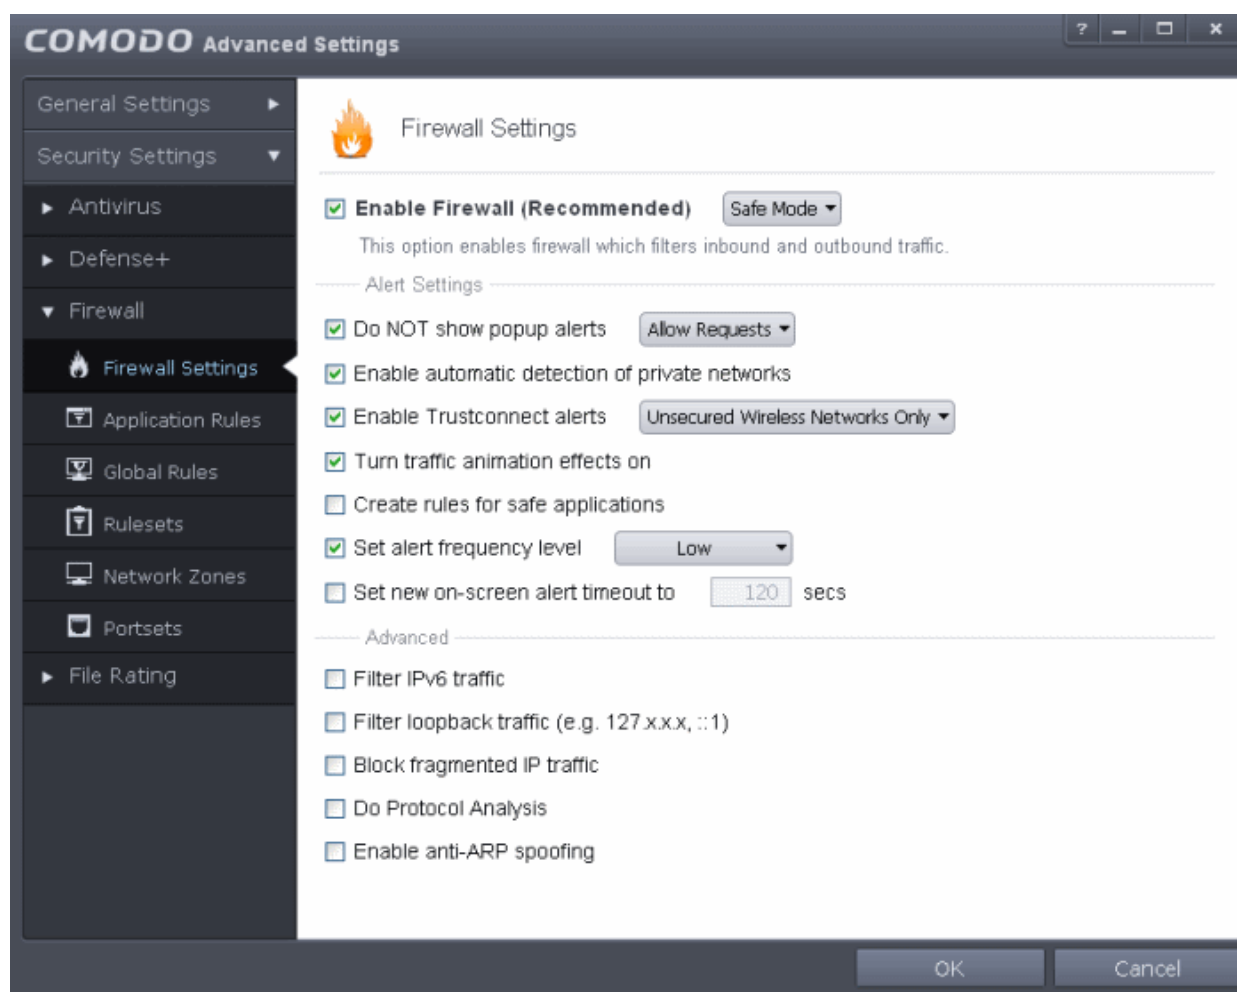 COMODO Advanced Settings
?
General Settings
Security Settings
Antivirus
Defense+
Firewall
Firewall Settings
Application Rules
Global Rules
Rulesets
Network Zones
Portsets
File Rating
Firewall Settings
Enable Firewall (Recommended) Safe Mode
This option enables firewall which filters inbound and outbound traffic.
Alert Settings
Do NOT show popup alerts Allow Requests
Enable automatic detection of private networks
Enable Trustconnect alerts Unsecured Wireless Networks Only
Turn traffic animation effects on
Create rules for safe applications
Set alert frequency level Low
Set new on-screen alert timeout to 120 secs
Advanced
Filter IPv6 traffic
Filter loopback traffic (e.g. 127.x.x.x, ::1)
Block fragmented IP traffic
Do Protocol Analysis
Enable anti-ARP spoofing
OK Cancel